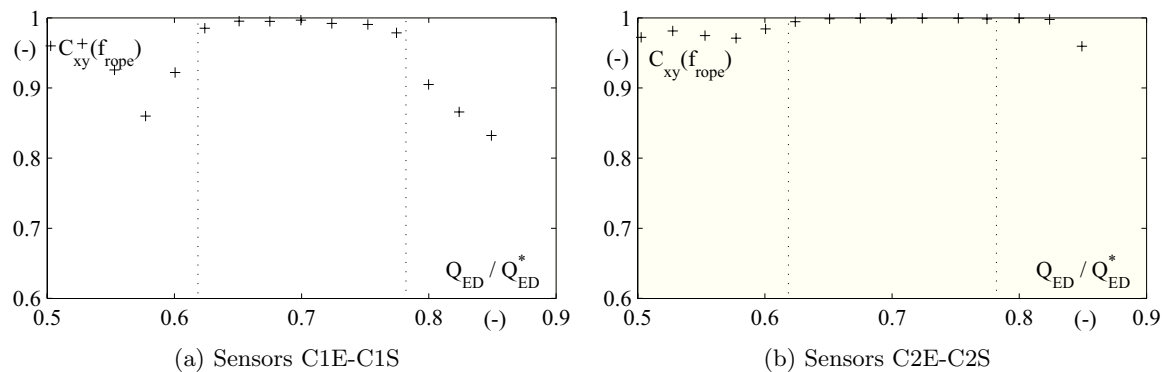 1
(-) C_xy(f_rope)
0.9
0.8
0.7
0.6
Q_ED / Q*_ED
0.5 0.6 0.7 0.8 (-) 0.9
(a) Sensors C1E-C1S
1
(-) C_xy(f_rope)
0.9
0.8
0.7
0.6
Q_ED / Q*_ED
0.5 0.6 0.7 0.8 (-) 0.9
(b) Sensors C2E-C2S